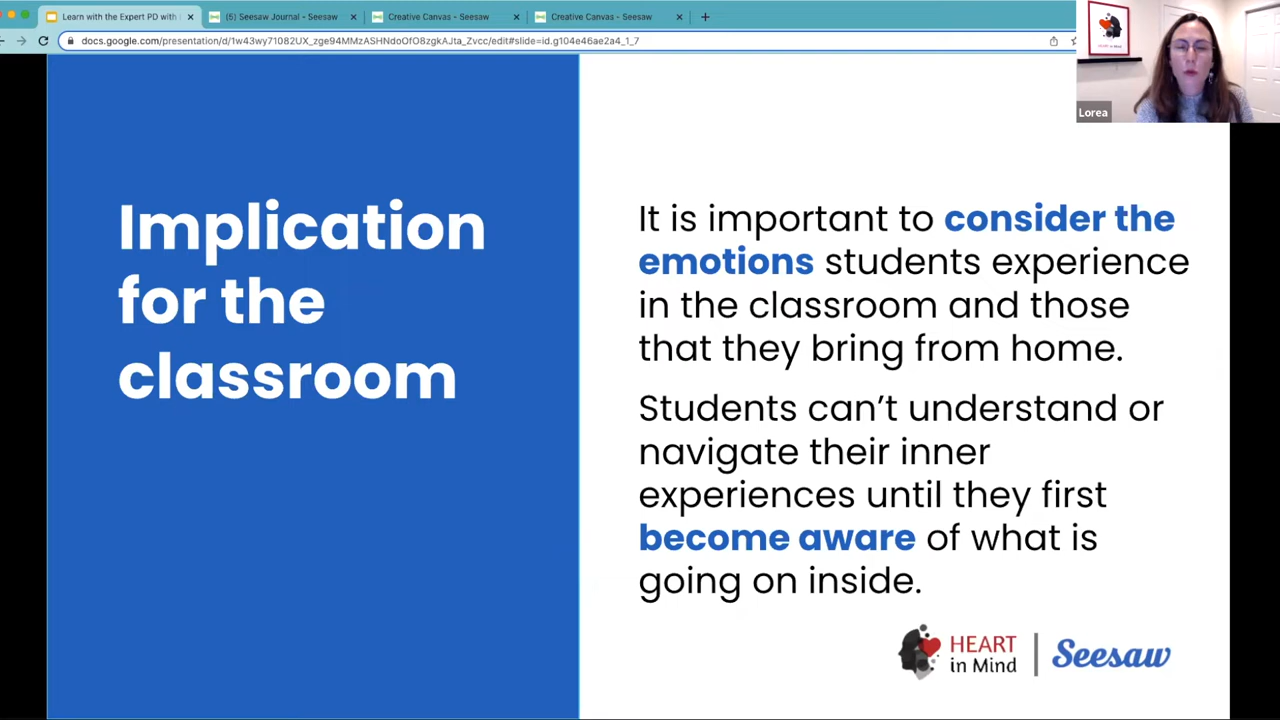 Learn with the Expert PD with
(5) Seesaw Journal - Seesaw
Creative Canvas - Seesaw
Creative Canvas - Seesaw
docs.google.com/presentation/d/1w43wy71082UX_zge94MMzASHNdoOfO8zgkAJta_Zvcc/edit#slide=id.g104e46ae2a4_1_7
HEART
in Mind
Lorea
Implication
for the
classroom
It is important to consider the
emotions students experience
in the classroom and those
that they bring from home.
Students can’t understand or
navigate their inner
experiences until they first
become aware of what is
going on inside.
HEART
in Mind
Seesaw